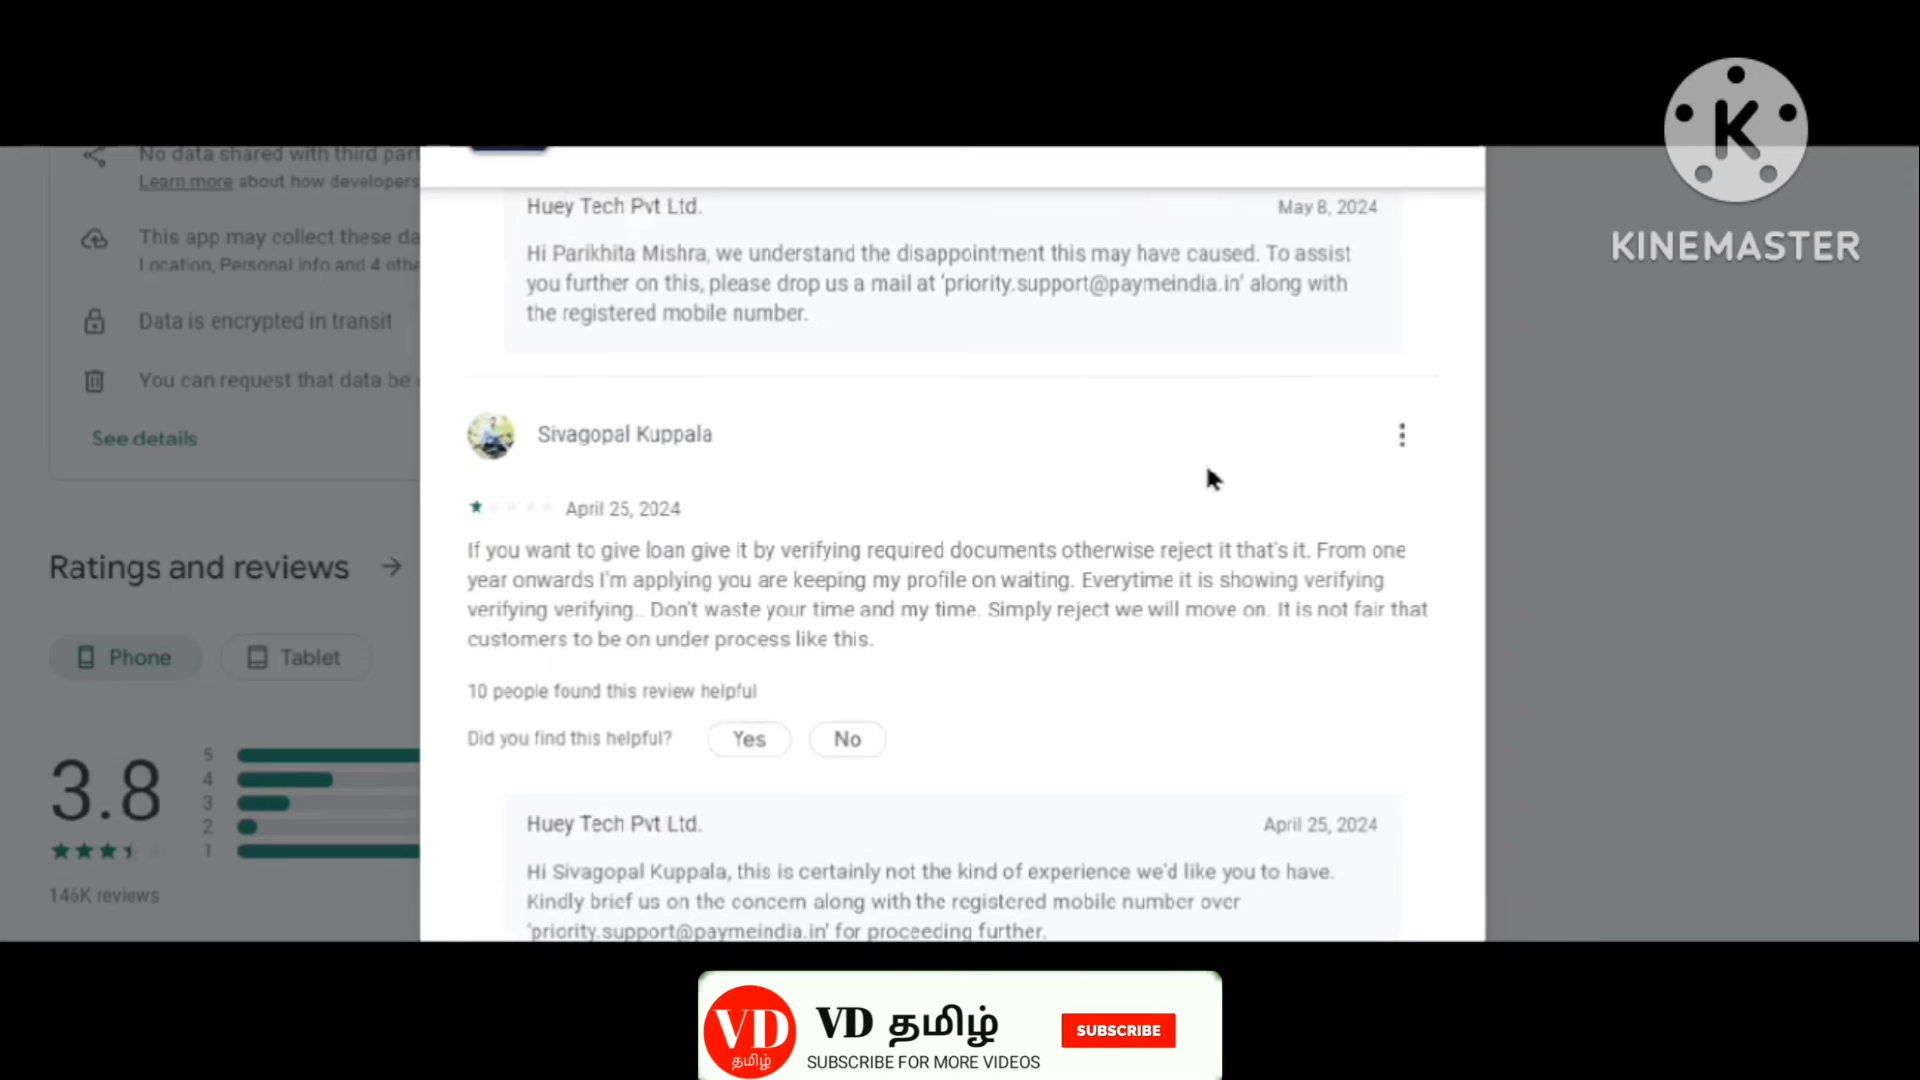 KINEMASTER
No data shared with third part
Learn more about how developers
This app may collect these da
Location, Personal info and 4 othe
Data is encrypted in transit
You can request that data be
See details
Ratings and reviews
Phone
Tablet
3.8
5
4
3
2
1
146K reviews
Huey Tech Pvt Ltd.
May 8, 2024
Hi Parikhita Mishra, we understand the disappointment this may have caused. To assist
you further on this, please drop us a mail at 'priority.support@paymeindia.in' along with
the registered mobile number.
Sivagopal Kuppala
April 25, 2024
If you want to give loan give it by verifying required documents otherwise reject it that's it. From one
year onwards I'm applying you are keeping my profile on waiting. Everytime it is showing verifying
verifying verifying.. Don't waste your time and my time. Simply reject we will move on. It is not fair that
customers to be on under process like this.
10 people found this review helpful
Did you find this helpful?
Yes
No
Huey Tech Pvt Ltd.
April 25, 2024
Hi Sivagopal Kuppala, this is certainly not the kind of experience we'd like you to have.
Kindly brief us on the concern along with the registered mobile number over
'priority.support@paymeindia.in' for proceeding further.
VD
தமிழ்
VD தமிழ்
SUBSCRIBE FOR MORE VIDEOS
SUBSCRIBE